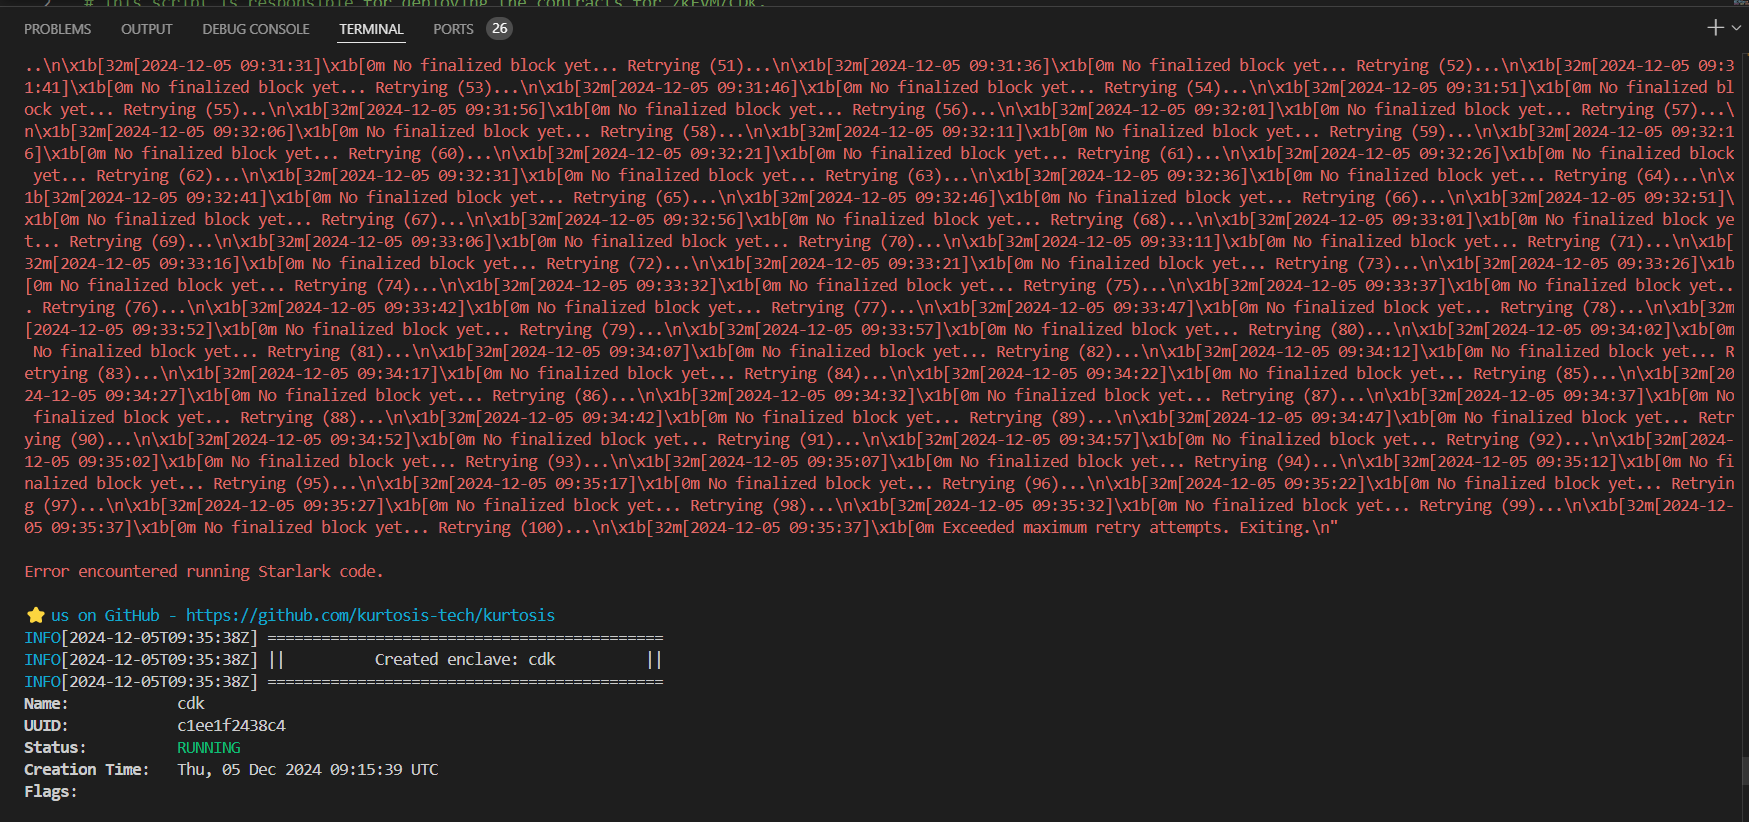 # This script is responsible for deploying the contracts for zkEVM/CDK.
PROBLEMS OUTPUT DEBUG CONSOLE TERMINAL PORTS 26
..\n\x1b[32m[2024-12-05 09:31:31]\x1b[0m No finalized block yet... Retrying (51)...\n\x1b[32m[2024-12-05 09:31:36]\x1b[0m No finalized block yet... Retrying (52)...\n\x1b[32m[2024-12-05 09:3
1:41]\x1b[0m No finalized block yet... Retrying (53)...\n\x1b[32m[2024-12-05 09:31:46]\x1b[0m No finalized block yet... Retrying (54)...\n\x1b[32m[2024-12-05 09:31:51]\x1b[0m No finalized bl
ock yet... Retrying (55)...\n\x1b[32m[2024-12-05 09:31:56]\x1b[0m No finalized block yet... Retrying (56)...\n\x1b[32m[2024-12-05 09:32:01]\x1b[0m No finalized block yet... Retrying (57)...\
n\x1b[32m[2024-12-05 09:32:06]\x1b[0m No finalized block yet... Retrying (58)...\n\x1b[32m[2024-12-05 09:32:11]\x1b[0m No finalized block yet... Retrying (59)...\n\x1b[32m[2024-12-05 09:32:1
6]\x1b[0m No finalized block yet... Retrying (60)...\n\x1b[32m[2024-12-05 09:32:21]\x1b[0m No finalized block yet... Retrying (61)...\n\x1b[32m[2024-12-05 09:32:26]\x1b[0m No finalized block
 yet... Retrying (62)...\n\x1b[32m[2024-12-05 09:32:31]\x1b[0m No finalized block yet... Retrying (63)...\n\x1b[32m[2024-12-05 09:32:36]\x1b[0m No finalized block yet... Retrying (64)...\n\x
1b[32m[2024-12-05 09:32:41]\x1b[0m No finalized block yet... Retrying (65)...\n\x1b[32m[2024-12-05 09:32:46]\x1b[0m No finalized block yet... Retrying (66)...\n\x1b[32m[2024-12-05 09:32:51]\
x1b[0m No finalized block yet... Retrying (67)...\n\x1b[32m[2024-12-05 09:32:56]\x1b[0m No finalized block yet... Retrying (68)...\n\x1b[32m[2024-12-05 09:33:01]\x1b[0m No finalized block ye
t... Retrying (69)...\n\x1b[32m[2024-12-05 09:33:06]\x1b[0m No finalized block yet... Retrying (70)...\n\x1b[32m[2024-12-05 09:33:11]\x1b[0m No finalized block yet... Retrying (71)...\n\x1b[
32m[2024-12-05 09:33:16]\x1b[0m No finalized block yet... Retrying (72)...\n\x1b[32m[2024-12-05 09:33:21]\x1b[0m No finalized block yet... Retrying (73)...\n\x1b[32m[2024-12-05 09:33:26]\x1b
[0m No finalized block yet... Retrying (74)...\n\x1b[32m[2024-12-05 09:33:32]\x1b[0m No finalized block yet... Retrying (75)...\n\x1b[32m[2024-12-05 09:33:37]\x1b[0m No finalized block yet..
. Retrying (76)...\n\x1b[32m[2024-12-05 09:33:42]\x1b[0m No finalized block yet... Retrying (77)...\n\x1b[32m[2024-12-05 09:33:47]\x1b[0m No finalized block yet... Retrying (78)...\n\x1b[32m
[2024-12-05 09:33:52]\x1b[0m No finalized block yet... Retrying (79)...\n\x1b[32m[2024-12-05 09:33:57]\x1b[0m No finalized block yet... Retrying (80)...\n\x1b[32m[2024-12-05 09:34:02]\x1b[0m
 No finalized block yet... Retrying (81)...\n\x1b[32m[2024-12-05 09:34:07]\x1b[0m No finalized block yet... Retrying (82)...\n\x1b[32m[2024-12-05 09:34:12]\x1b[0m No finalized block yet... R
etrying (83)...\n\x1b[32m[2024-12-05 09:34:17]\x1b[0m No finalized block yet... Retrying (84)...\n\x1b[32m[2024-12-05 09:34:22]\x1b[0m No finalized block yet... Retrying (85)...\n\x1b[32m[20
24-12-05 09:34:27]\x1b[0m No finalized block yet... Retrying (86)...\n\x1b[32m[2024-12-05 09:34:32]\x1b[0m No finalized block yet... Retrying (87)...\n\x1b[32m[2024-12-05 09:34:37]\x1b[0m No
 finalized block yet... Retrying (88)...\n\x1b[32m[2024-12-05 09:34:42]\x1b[0m No finalized block yet... Retrying (89)...\n\x1b[32m[2024-12-05 09:34:47]\x1b[0m No finalized block yet... Retr
ying (90)...\n\x1b[32m[2024-12-05 09:34:52]\x1b[0m No finalized block yet... Retrying (91)...\n\x1b[32m[2024-12-05 09:34:57]\x1b[0m No finalized block yet... Retrying (92)...\n\x1b[32m[2024-
12-05 09:35:02]\x1b[0m No finalized block yet... Retrying (93)...\n\x1b[32m[2024-12-05 09:35:07]\x1b[0m No finalized block yet... Retrying (94)...\n\x1b[32m[2024-12-05 09:35:12]\x1b[0m No fi
nalized block yet... Retrying (95)...\n\x1b[32m[2024-12-05 09:35:17]\x1b[0m No finalized block yet... Retrying (96)...\n\x1b[32m[2024-12-05 09:35:22]\x1b[0m No finalized block yet... Retryin
g (97)...\n\x1b[32m[2024-12-05 09:35:27]\x1b[0m No finalized block yet... Retrying (98)...\n\x1b[32m[2024-12-05 09:35:32]\x1b[0m No finalized block yet... Retrying (99)...\n\x1b[32m[2024-12-
05 09:35:37]\x1b[0m No finalized block yet... Retrying (100)...\n\x1b[32m[2024-12-05 09:35:37]\x1b[0m Exceeded maximum retry attempts. Exiting.\n"
Error encountered running Starlark code.
⭐ us on GitHub - https://github.com/kurtosis-tech/kurtosis
INFO[2024-12-05T09:35:38Z] ============================================
INFO[2024-12-05T09:35:38Z] ||          Created enclave: cdk          ||
INFO[2024-12-05T09:35:38Z] ============================================
Name:            cdk
UUID:            c1ee1f2438c4
Status:          RUNNING
Creation Time:   Thu, 05 Dec 2024 09:15:39 UTC
Flags: